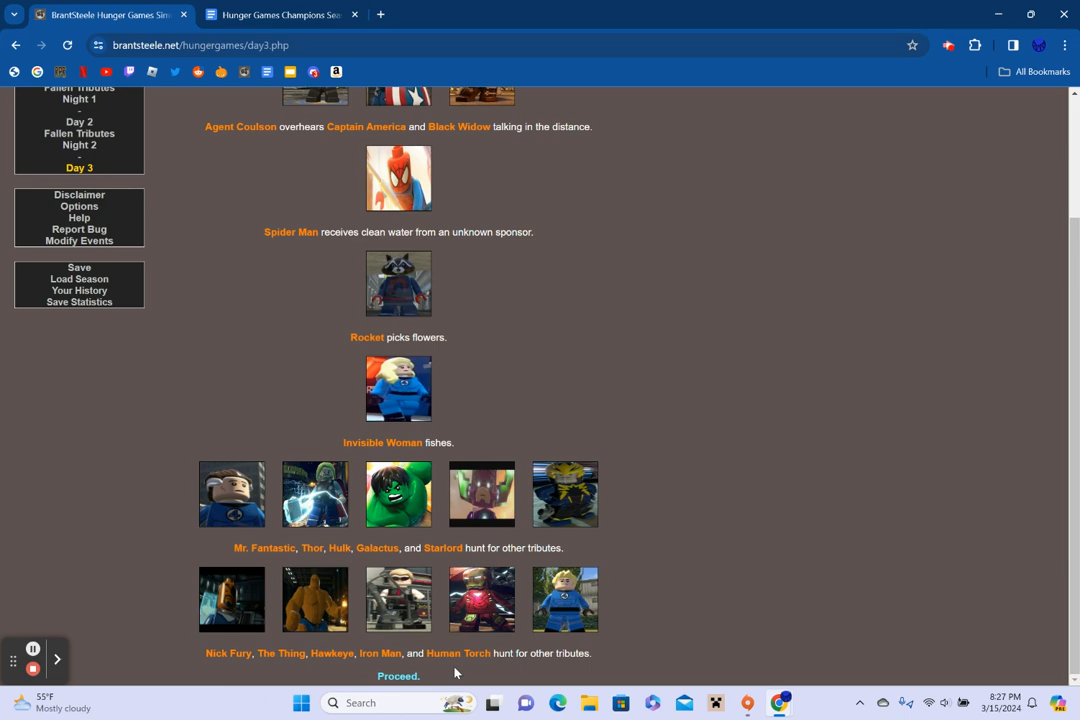 BrantSteele Hunger Games Sim
Hunger Games Champions Sea
brantsteele.net/hungergames/day3.php
All Bookmarks
Fallen Tributes
Night 1
-
Day 2
Fallen Tributes
Night 2
-
Day 3
Disclaimer
Options
Help
Report Bug
Modify Events
Save
Load Season
Your History
Save Statistics
Agent Coulson overhears Captain America and Black Widow talking in the distance.
Spider Man receives clean water from an unknown sponsor.
Rocket picks flowers.
Invisible Woman fishes.
Mr. Fantastic, Thor, Hulk, Galactus, and Starlord hunt for other tributes.
Nick Fury, The Thing, Hawkeye, Iron Man, and Human Torch hunt for other tributes.
Proceed.
55°F
Mostly cloudy
Search
8:27 PM
3/15/2024